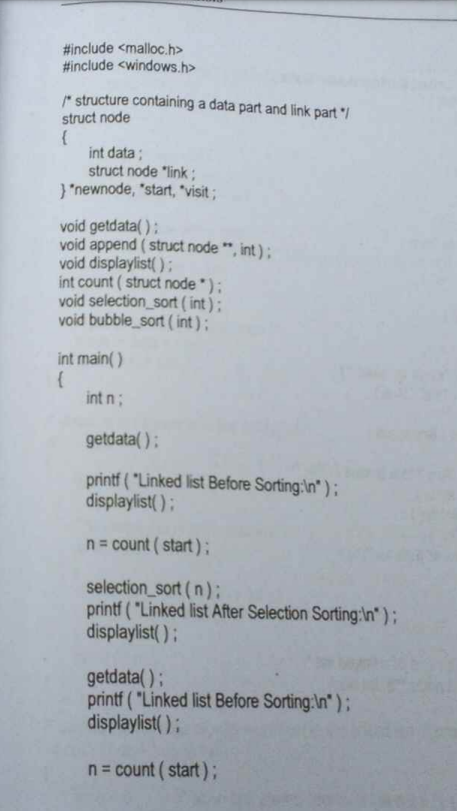 #include <malloc.h>
#include <windows.h>
/* structure containing a data part and link part */
struct node
{
int data ;
struct node *link ;
} *newnode, *start, *visit ;
void getdata( ) ;
void append ( struct node **, int ) ;
void displaylist( ) ;
int count ( struct node * ) ;
void selection_sort ( int ) ;
void bubble_sort ( int ) ;
int main( )
{
int n ;
getdata( ) ;
printf ( "Linked list Before Sorting:\n" ) ;
displaylist( ) ;
n = count ( start ) ;
selection_sort ( n ) ;
printf ( "Linked list After Selection Sorting:\n" ) ;
displaylist( ) ;
getdata( ) ;
printf ( "Linked list Before Sorting:\n" ) ;
displaylist( ) ;
n = count ( start ) ;